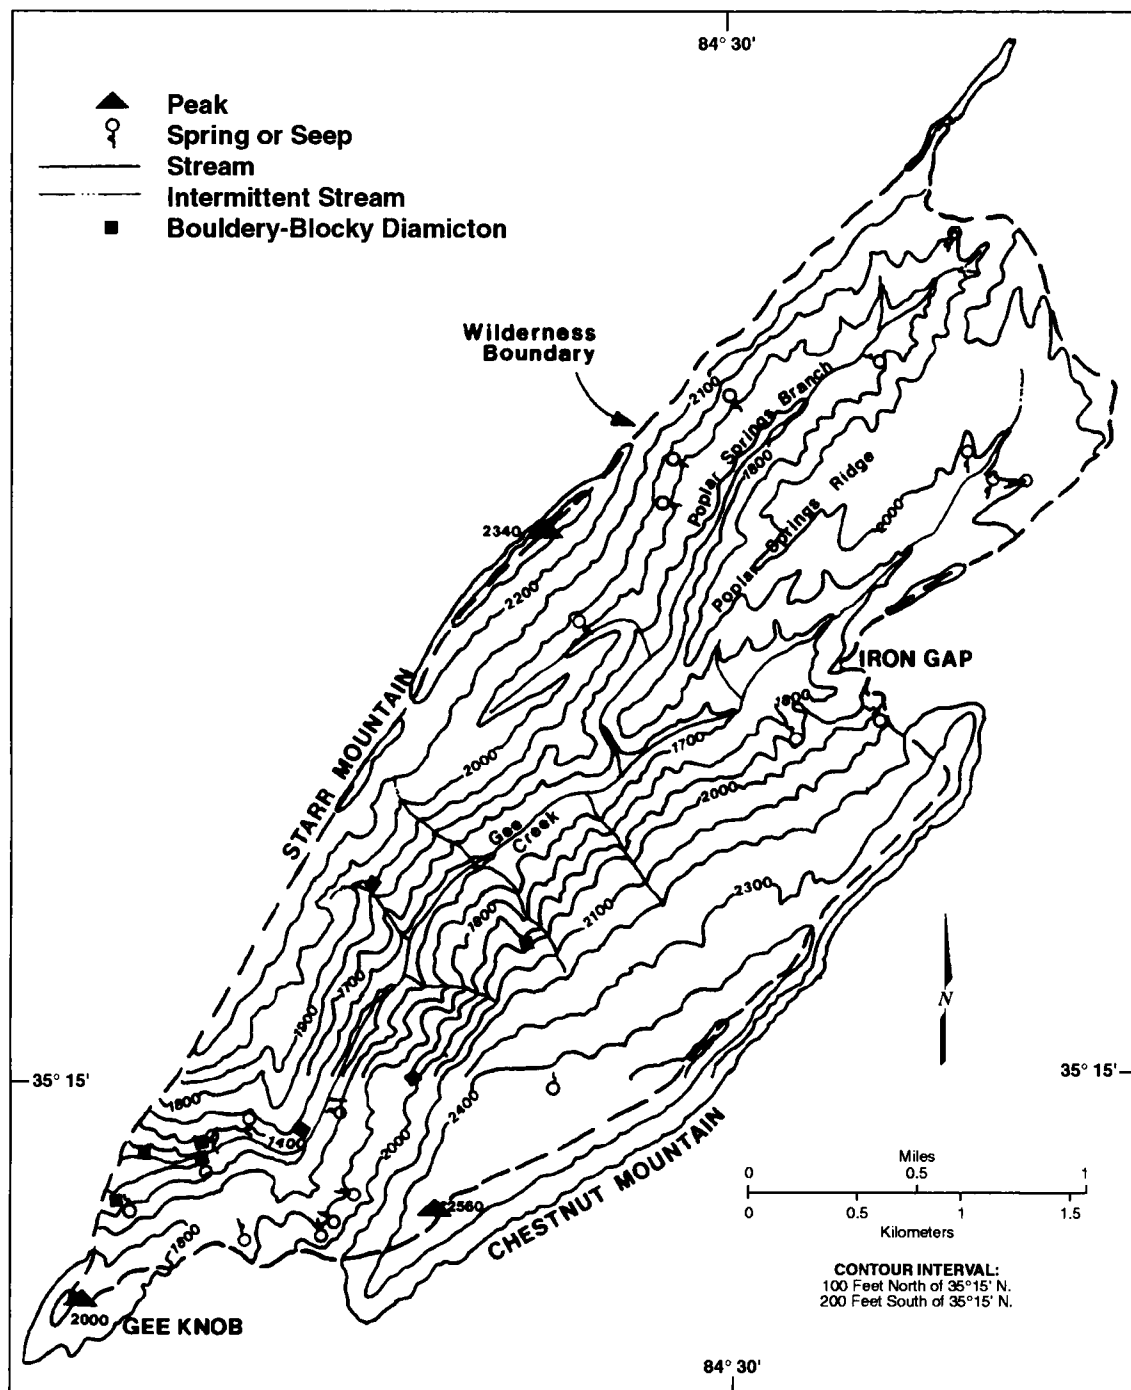 84° 30'
Peak
Spring or Seep
Stream
Intermittent Stream
Bouldery-Blocky Diamicton
Wilderness
Boundary
2100
Poplar Springs Branch
1800
Poplar Springs Ridge
2000
2340
2200
IRON GAP
STARR MOUNTAIN
1800
1700
2000
2000
Gee
Creek
2300
1800
2100
1700
1900
N
35° 15'
35° 15'
1800
2400
1400
2000
2560
CHESTNUT MOUNTAIN
Miles
0 0.5 1
0 0.5 1 1.5
Kilometers
1800
CONTOUR INTERVAL:
100 Feet North of 35°15' N.
200 Feet South of 35°15' N.
2000
GEE KNOB
84° 30'